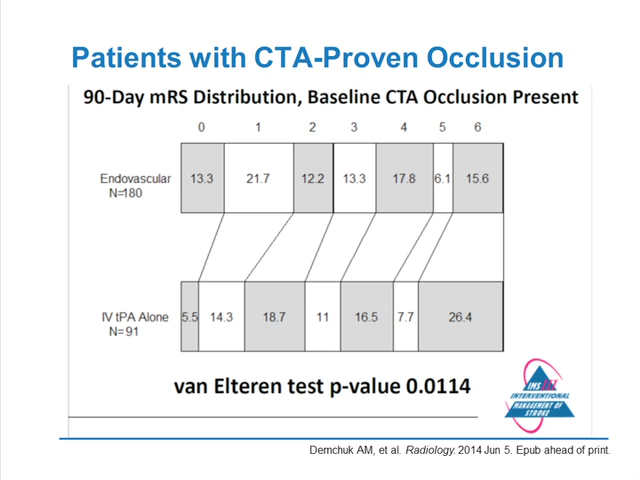 Patients with CTA-Proven Occlusion
90-Day mRS Distribution, Baseline CTA Occlusion Present
0 1 2 3 4 5 6
Endovascular
N=180
13.3 21.7 12.2 13.3 17.8 6.1 15.6
IV tPA Alone
N=91
5.5 14.3 18.7 11 16.5 7.7 26.4
van Elteren test p-value 0.0114
IMS III
INTERVENTIONAL
MANAGEMENT OF
STROKE
Demchuk AM, et al. Radiology. 2014 Jun 5. Epub ahead of print.